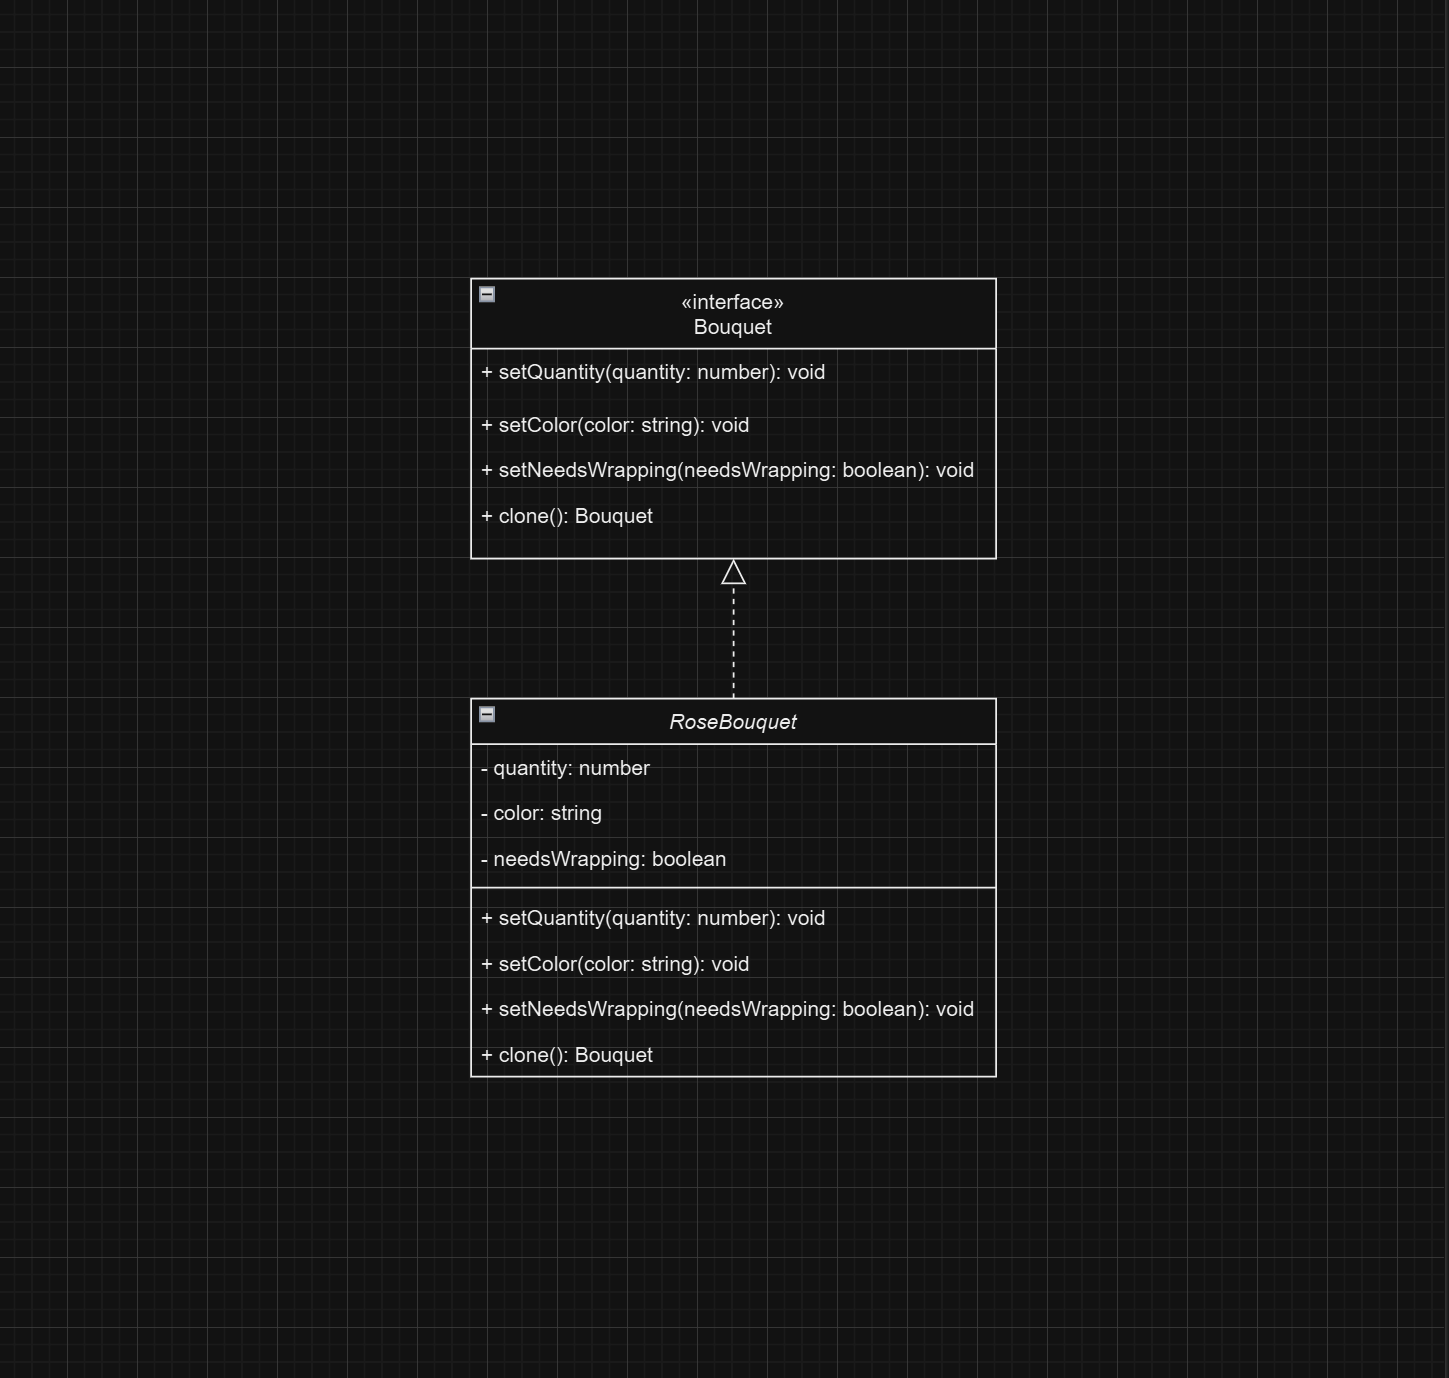 «interface»
Bouquet
+ setQuantity(quantity: number): void
+ setColor(color: string): void
+ setNeedsWrapping(needsWrapping: boolean): void
+ clone(): Bouquet
RoseBouquet
- quantity: number
- color: string
- needsWrapping: boolean
+ setQuantity(quantity: number): void
+ setColor(color: string): void
+ setNeedsWrapping(needsWrapping: boolean): void
+ clone(): Bouquet